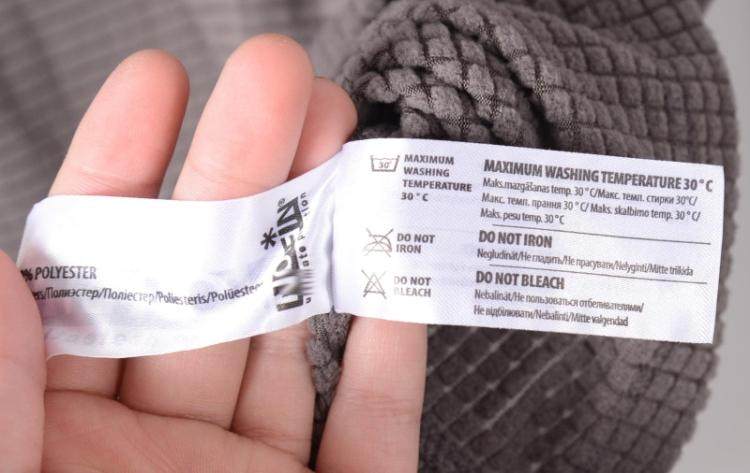 % POLYESTER
/Полиэстер/Поліестер/Poliesteris/Polüester
30°
MAXIMUM
WASHING
TEMPERATURE
30 ° C
DO NOT
IRON
DO NOT
BLEACH
MAXIMUM WASHING TEMPERATURE 30 ° C
Maks.mazgāšanas temp. 30 °C/Макс. темп. стирки 30°C/
Макс. темп. прання 30 °C/ Maks. skalbimo temp. 30 °C/
Maks. pesu temp. 30 °C
DO NOT IRON
Negludināt/Не гладить/Не прасувати/Nelyginti/Mitte triikida
DO NOT BLEACH
Nebalināt/Не пользоваться отбеливателями/
Не відбілювати/Nebalinti/Mitte valgendad